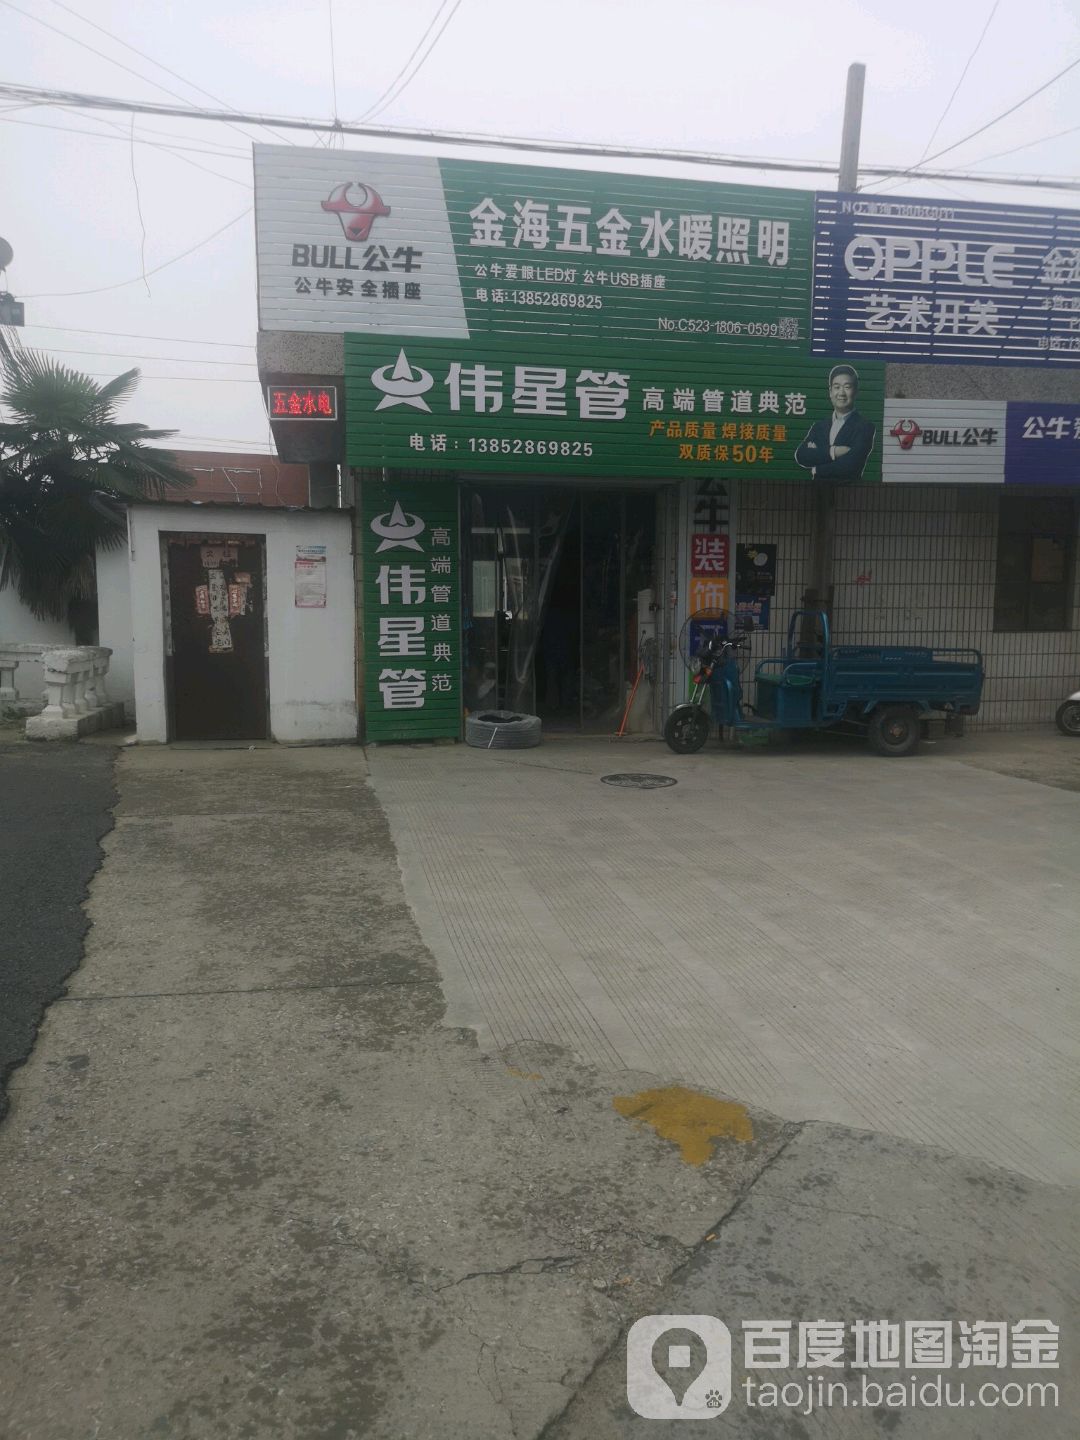 BULL公牛
公牛安全插座
金海五金水暖照明
公牛爱眼LED灯 公牛USB插座
电话:13852869825
No.C523-1806-0599
OPPLE
艺术开关
金海
伟星管
高端管道典范
产品质量 焊接质量
双质保50年
电话：13852869825
五金水电
BULL公牛
公牛
伟星管
高端管道典范
公牛
装饰
百度地图淘金
taojin.baidu.com